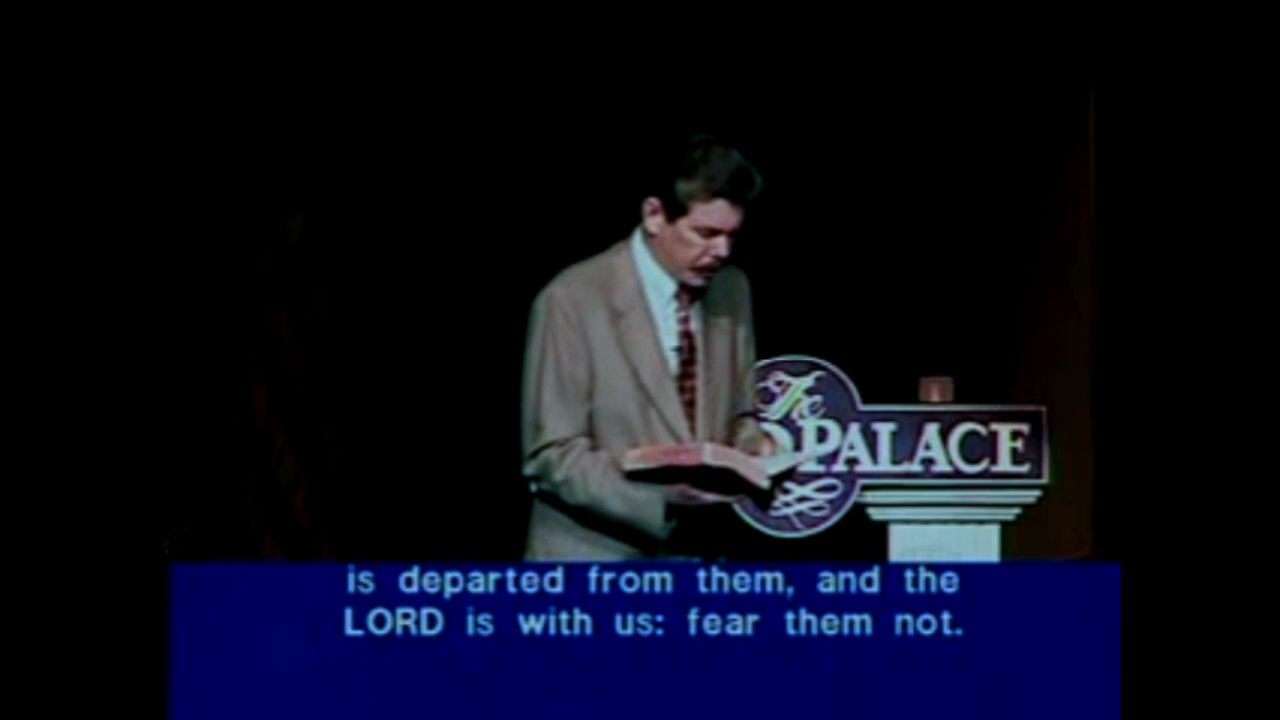 The
PALACE
is departed from them, and the
LORD is with us: fear them not.